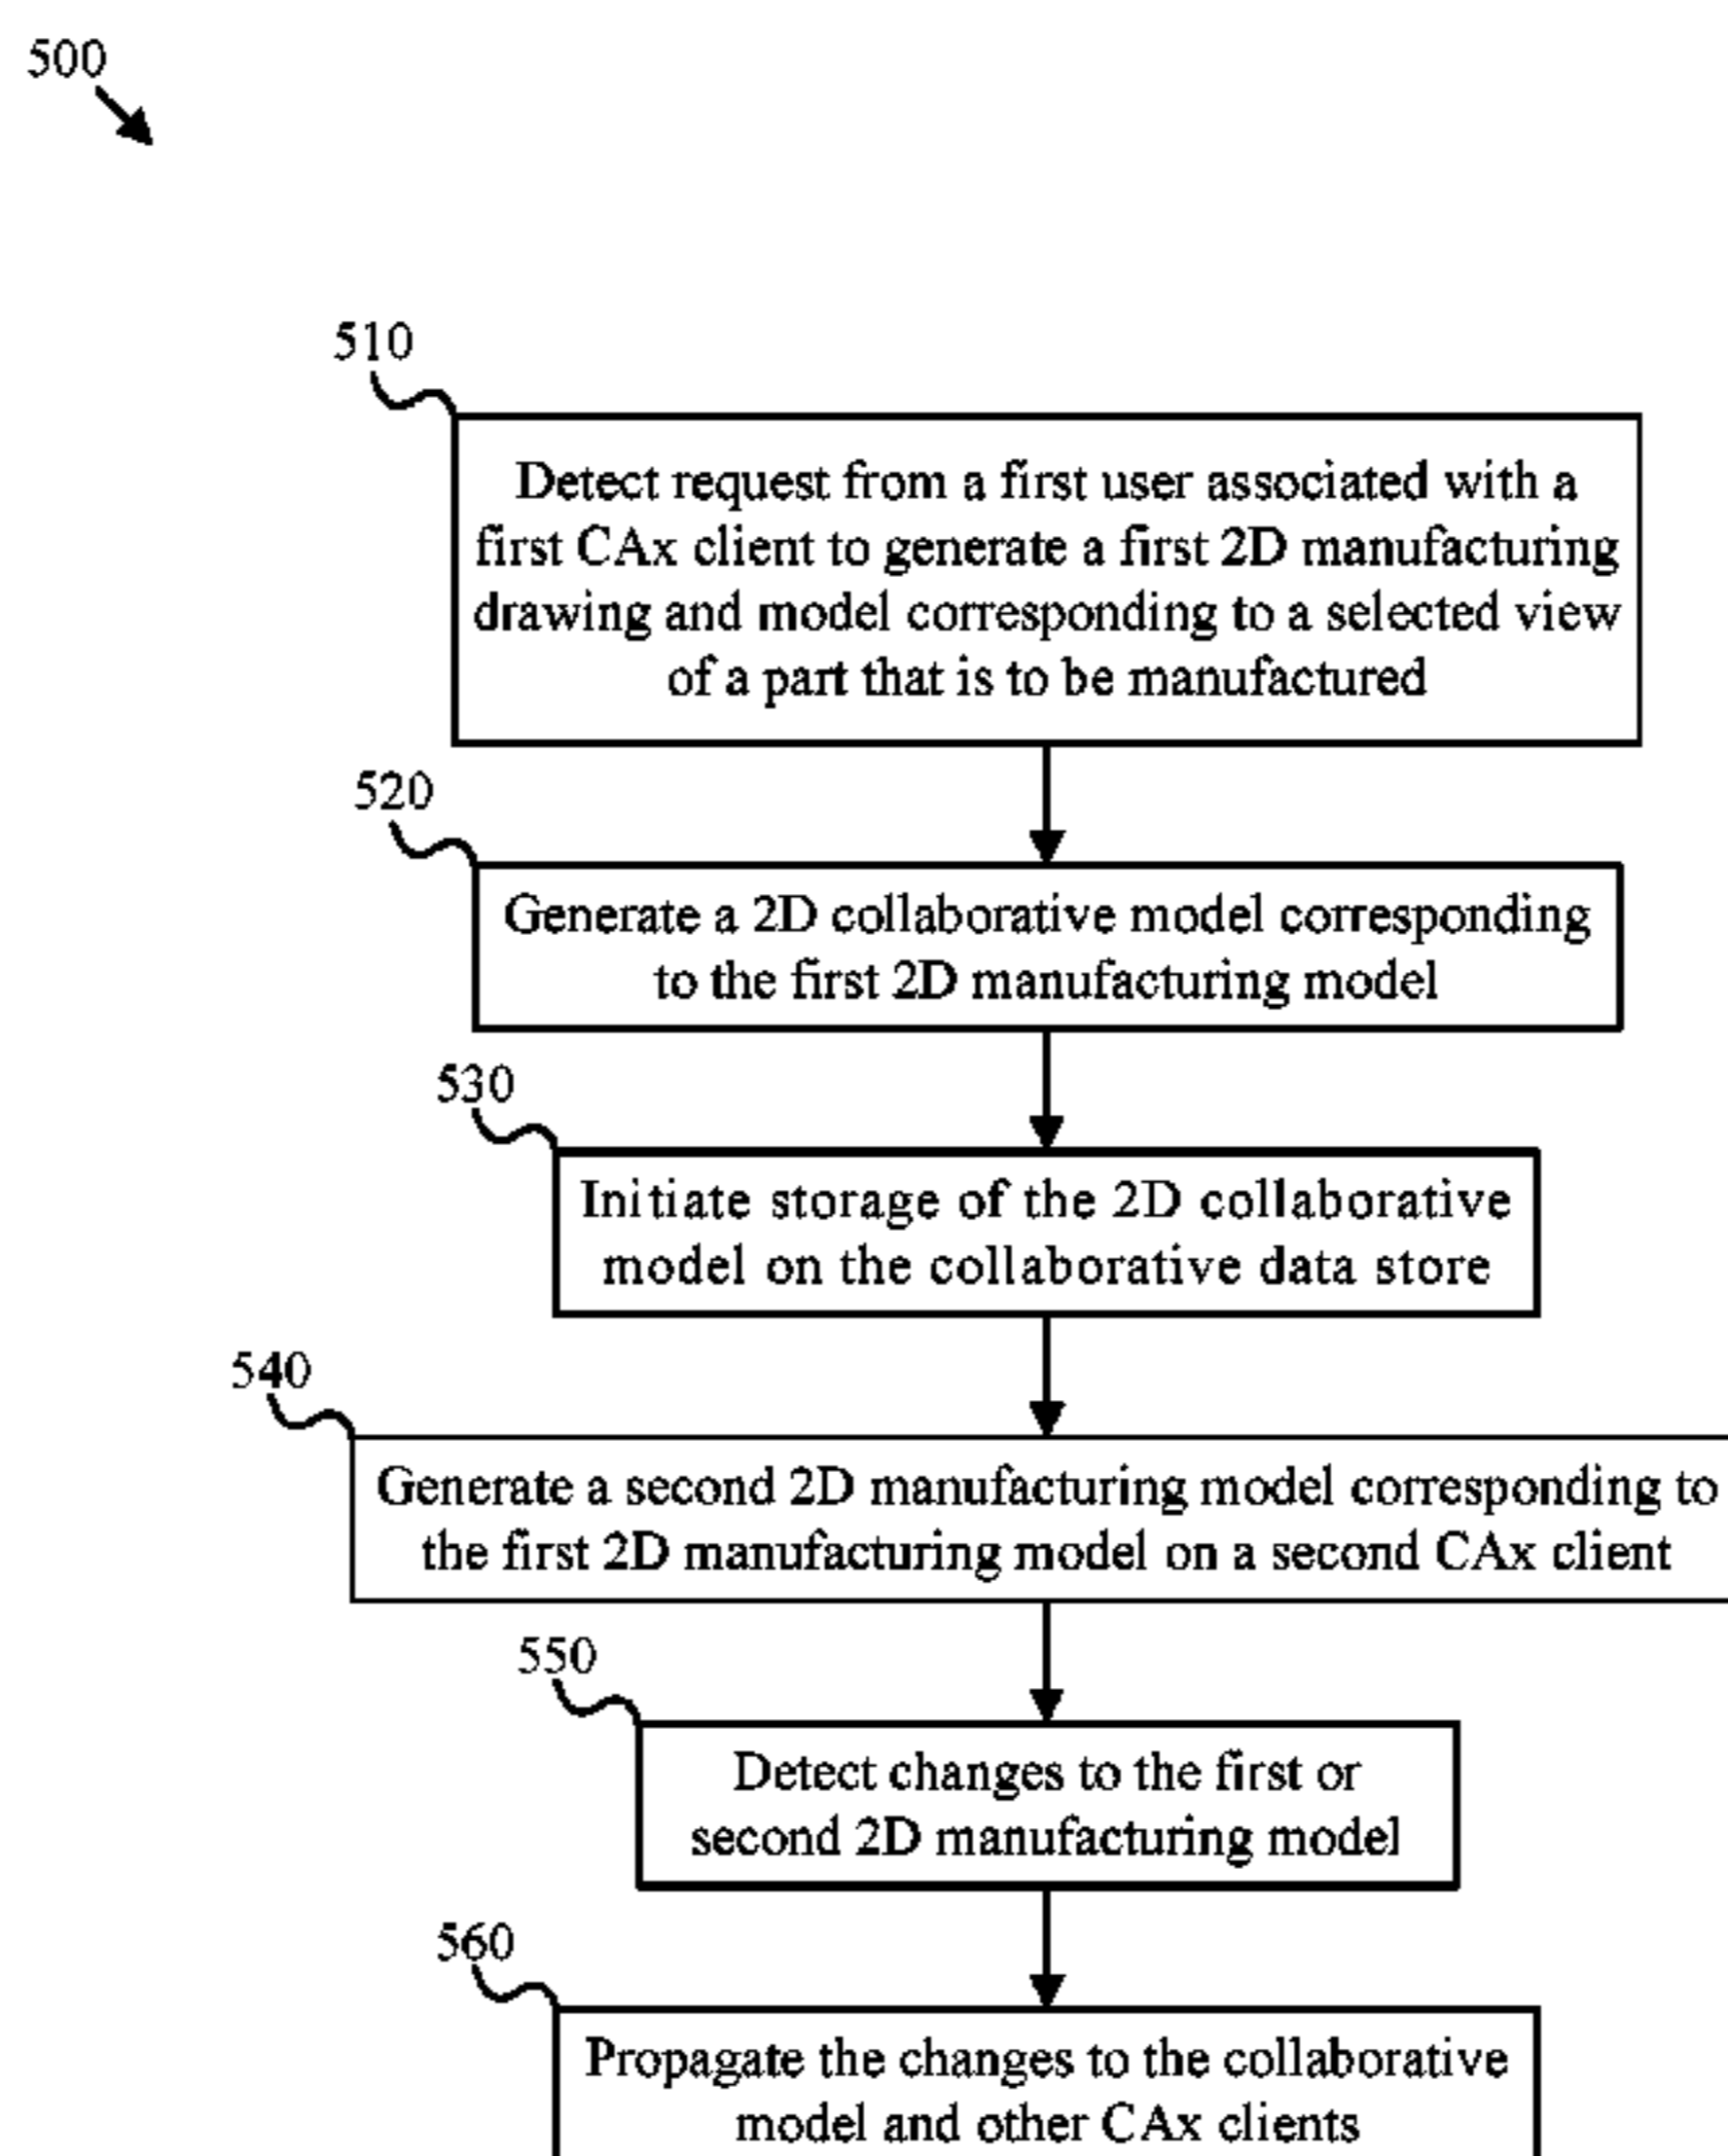 500
510
Detect request from a first user associated with a
first CAx client to generate a first 2D manufacturing
drawing and model corresponding to a selected view
of a part that is to be manufactured
520
Generate a 2D collaborative model corresponding
to the first 2D manufacturing model
530
Initiate storage of the 2D collaborative
model on the collaborative data store
540
Generate a second 2D manufacturing model corresponding to
the first 2D manufacturing model on a second CAx client
550
Detect changes to the first or
second 2D manufacturing model
560
Propagate the changes to the collaborative
model and other CAx clients